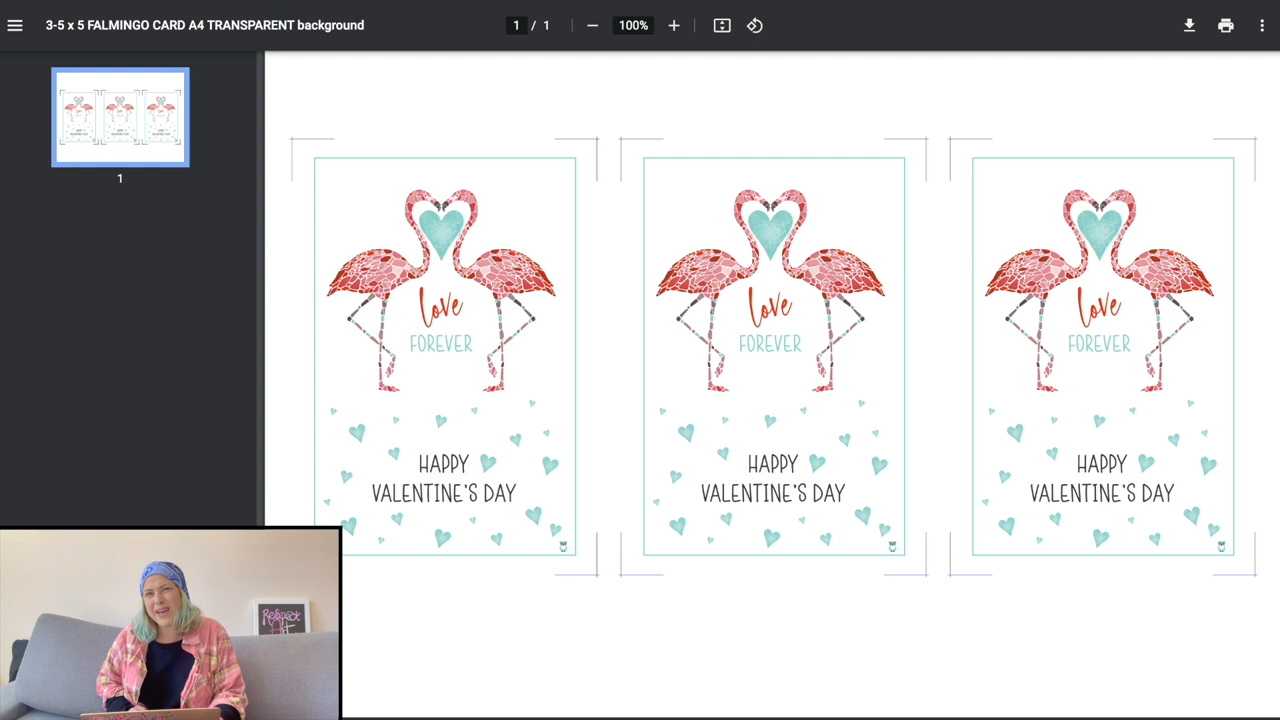 3-5 x 5 FALMINGO CARD A4 TRANSPARENT background
1 / 1
100%
1
love
FOREVER
HAPPY
VALENTINE'S DAY
love
FOREVER
HAPPY
VALENTINE'S DAY
love
FOREVER
HAPPY
VALENTINE'S DAY